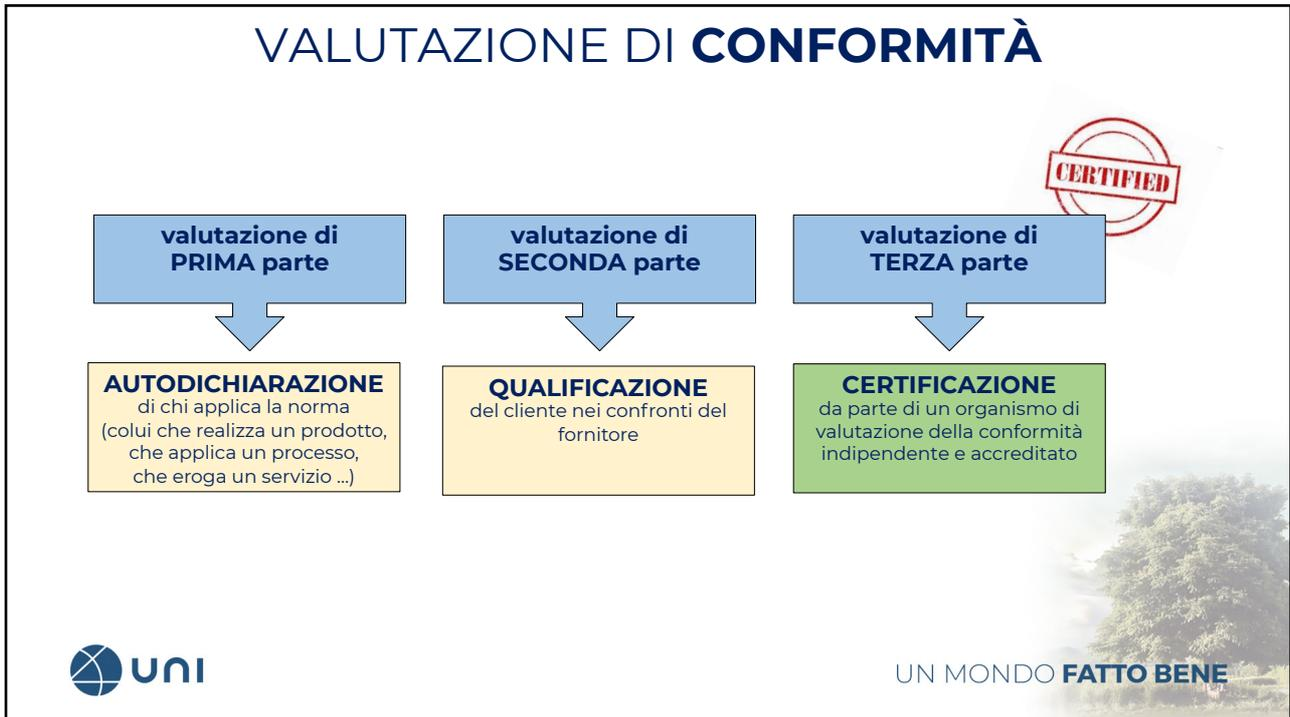 VALUTAZIONE DI CONFORMITÀ
CERTIFIED
valutazione di
PRIMA parte
valutazione di
SECONDA parte
valutazione di
TERZA parte
AUTODICHIARAZIONE
di chi applica la norma
(colui che realizza un prodotto,
che applica un processo,
che eroga un servizio ...)
QUALIFICAZIONE
del cliente nei confronti del
fornitore
CERTIFICAZIONE
da parte di un organismo di
valutazione della conformità
indipendente e accreditato
UNI
UN MONDO FATTO BENE